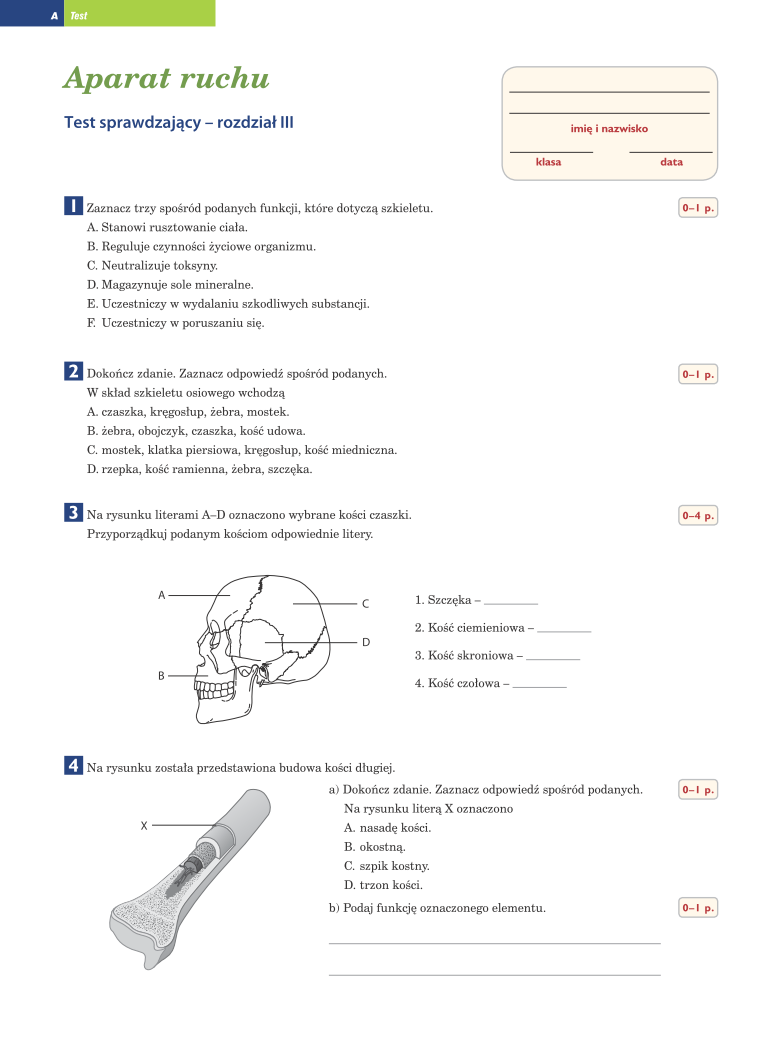 A Test
Aparat ruchu
Test sprawdzający – rozdział III
imię i nazwisko
klasa data
1 Zaznacz trzy spośród podanych funkcji, które dotyczą szkieletu. 0–1 p.
A. Stanowi rusztowanie ciała.
B. Reguluje czynności życiowe organizmu.
C. Neutralizuje toksyny.
D. Magazynuje sole mineralne.
E. Uczestniczy w wydalaniu szkodliwych substancji.
F. Uczestniczy w poruszaniu się.
2 Dokończ zdanie. Zaznacz odpowiedź spośród podanych. 0–1 p.
W skład szkieletu osiowego wchodzą
A. czaszka, kręgosłup, żebra, mostek.
B. żebra, obojczyk, czaszka, kość udowa.
C. mostek, klatka piersiowa, kręgosłup, kość miedniczna.
D. rzepka, kość ramienna, żebra, szczęka.
3 Na rysunku literami A–D oznaczono wybrane kości czaszki. 0–4 p.
Przyporządkuj podanym kościom odpowiednie litery.
A
C
D
B
1. Szczęka – _________
2. Kość ciemieniowa – _________
3. Kość skroniowa – _________
4. Kość czołowa – _________
4 Na rysunku została przedstawiona budowa kości długiej.
X
a) Dokończ zdanie. Zaznacz odpowiedź spośród podanych. 0–1 p.
Na rysunku literą X oznaczono
A. nasadę kości.
B. okostną.
C. szpik kostny.
D. trzon kości.
b) Podaj funkcję oznaczonego elementu. 0–1 p.